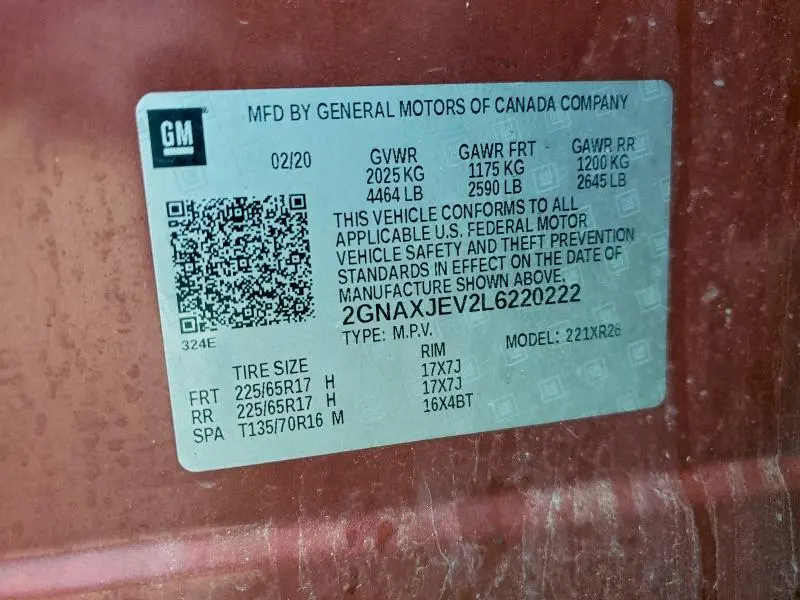 GM
MFD BY GENERAL MOTORS OF CANADA COMPANY
02/20 GVWR GAWR FRT GAWR RR
2025 KG 1175 KG 1200 KG
4464 LB 2590 LB 2645 LB
THIS VEHICLE CONFORMS TO ALL
APPLICABLE U.S. FEDERAL MOTOR
VEHICLE SAFETY AND THEFT PREVENTION
STANDARDS IN EFFECT ON THE DATE OF
MANUFACTURE SHOWN ABOVE.
2GNAXJEV2L6220222
324E
TYPE: M.P.V. MODEL: 221XR26
TIRE SIZE RIM
FRT 225/65R17 H 17X7J
RR 225/65R17 H 17X7J
SPA T135/70R16 M 16X4BT